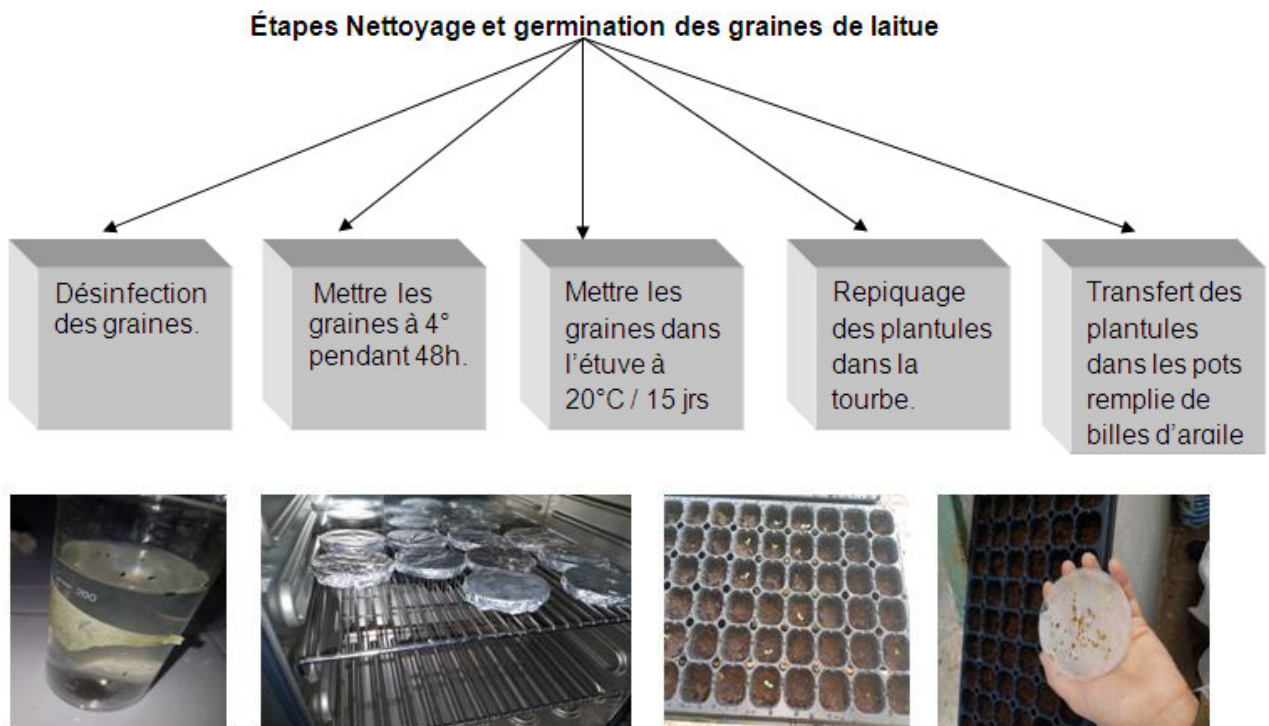 Étapes Nettoyage et germination des graines de laitue
Désinfection
des graines.
Mettre les
graines à 4°
pendant 48h.
Mettre les
graines dans
l'étuve à
20°C / 15 jrs
Repiquage
des plantules
dans la
tourbe.
Transfert des
plantules
dans les pots
remplie de
billes d'argile
200